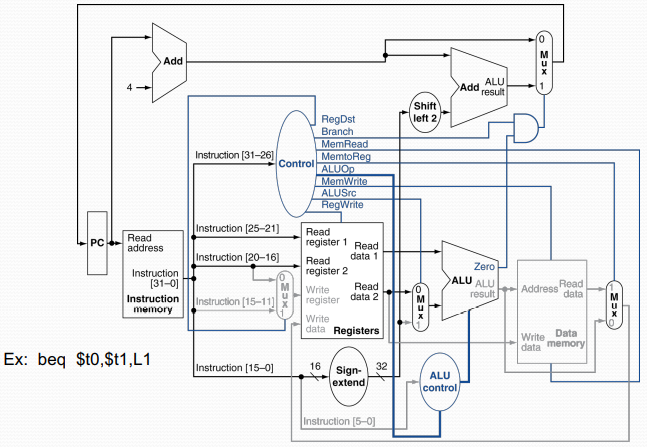 0
M
u
x
1
Add
4
Add ALU
result
Shift
left 2
RegDst
Branch
MemRead
MemtoReg
ALUOp
MemWrite
ALUSrc
RegWrite
Control
Instruction [31–26]
Instruction [25–21]
Instruction [20–16]
Instruction [15–11]
Instruction [15–0]
Instruction [5–0]
PC
Read
address
Instruction
[31–0]
Instruction
memory
0
M
u
x
1
Read
register 1
Read
register 2
Write
register
Write
data
Read
data 1
Read
data 2
Registers
0
M
u
x
1
Zero
ALU
ALU
result
Address
Read
data
Write
data
Data
memory
1
M
u
x
0
16
Sign-
extend
32
ALU
control
Ex: beq $t0,$t1,L1